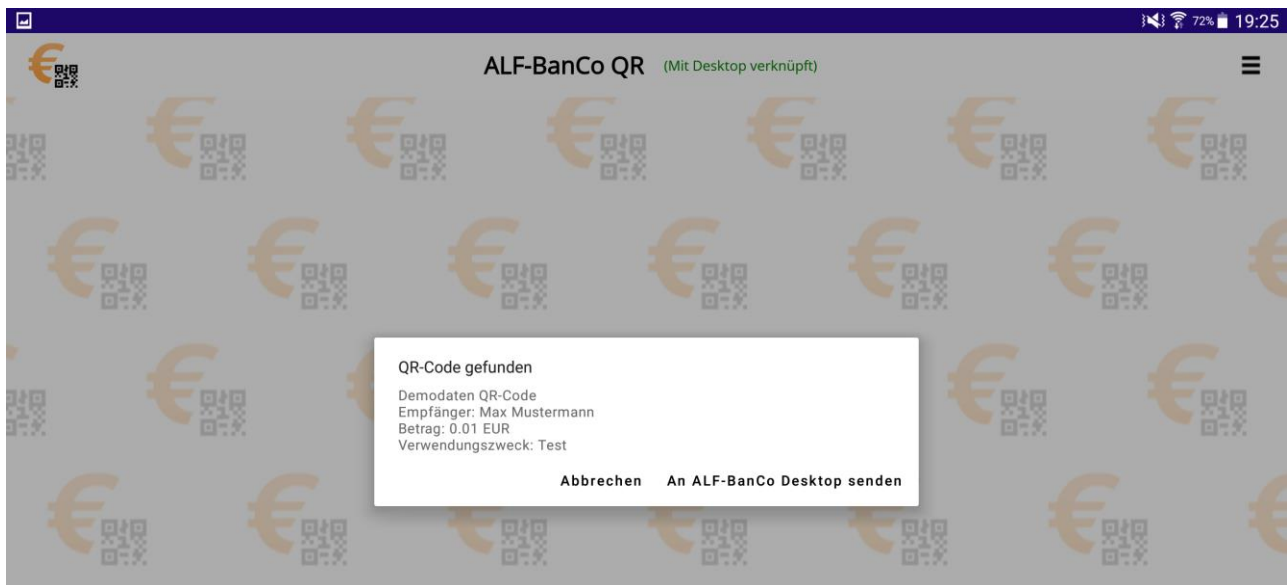 72% 19:25
ALF-BanCo QR (Mit Desktop verknüpft)
QR-Code gefunden
Demodaten QR-Code
Empfänger: Max Mustermann
Betrag: 0.01 EUR
Verwendungszweck: Test
Abbrechen An ALF-BanCo Desktop senden